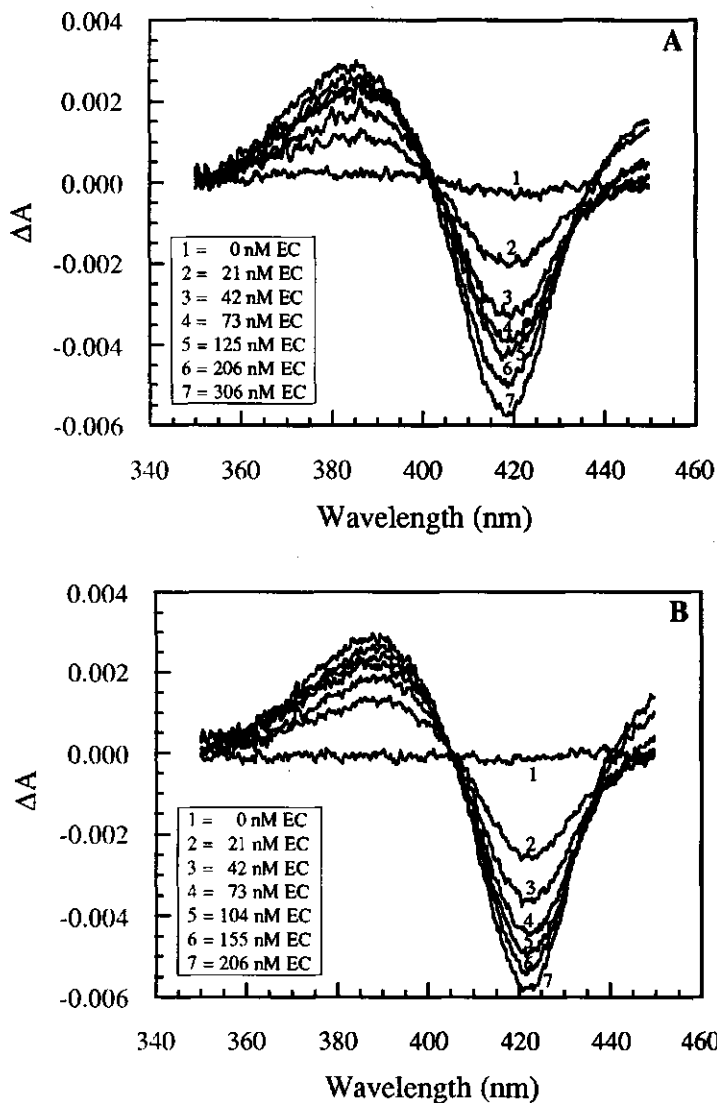 A
0.004
0.002
0.000
-0.002
-0.004
-0.006
ΔA
1 = 0 nM EC
2 = 21 nM EC
3 = 42 nM EC
4 = 73 nM EC
5 = 125 nM EC
6 = 206 nM EC
7 = 306 nM EC
1
2
3
4
5
6
7
340 360 380 400 420 440 460
Wavelength (nm)
B
0.004
0.002
0.000
-0.002
-0.004
-0.006
ΔA
1 = 0 nM EC
2 = 21 nM EC
3 = 42 nM EC
4 = 73 nM EC
5 = 104 nM EC
6 = 155 nM EC
7 = 206 nM EC
1
2
3
4
5
6
7
340 360 380 400 420 440 460
Wavelength (nm)